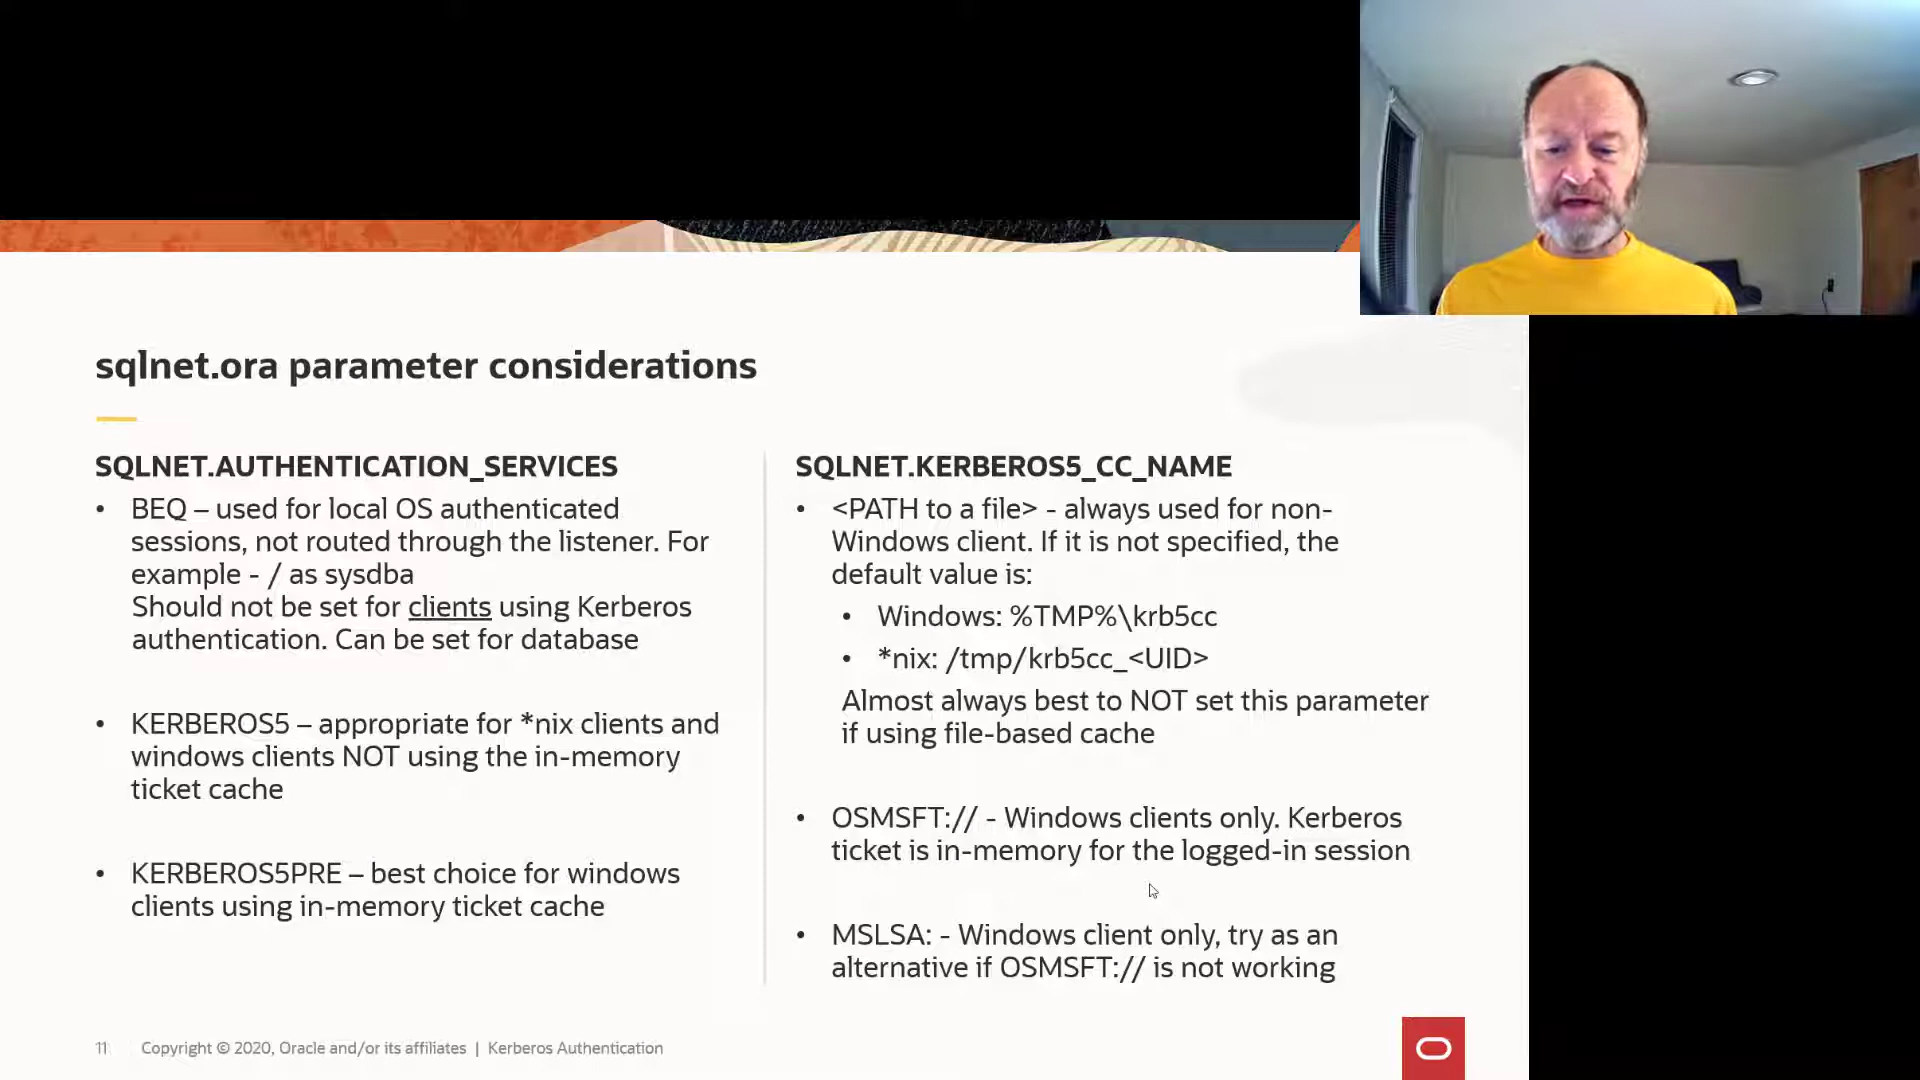 sqlnet.ora parameter considerations
SQLNET.AUTHENTICATION_SERVICES
• BEQ – used for local OS authenticated
sessions, not routed through the listener. For
example - / as sysdba
Should not be set for clients using Kerberos
authentication. Can be set for database
• KERBEROS5 – appropriate for *nix clients and
windows clients NOT using the in-memory
ticket cache
• KERBEROS5PRE – best choice for windows
clients using in-memory ticket cache
SQLNET.KERBEROS5_CC_NAME
• <PATH to a file> - always used for non-
Windows client. If it is not specified, the
default value is:
• Windows: %TMP%\krb5cc
• *nix: /tmp/krb5cc_<UID>
Almost always best to NOT set this parameter
if using file-based cache
• OSMSFT:// - Windows clients only. Kerberos
ticket is in-memory for the logged-in session
• MSLSA: - Windows client only, try as an
alternative if OSMSFT:// is not working
11 Copyright © 2020, Oracle and/or its affiliates | Kerberos Authentication